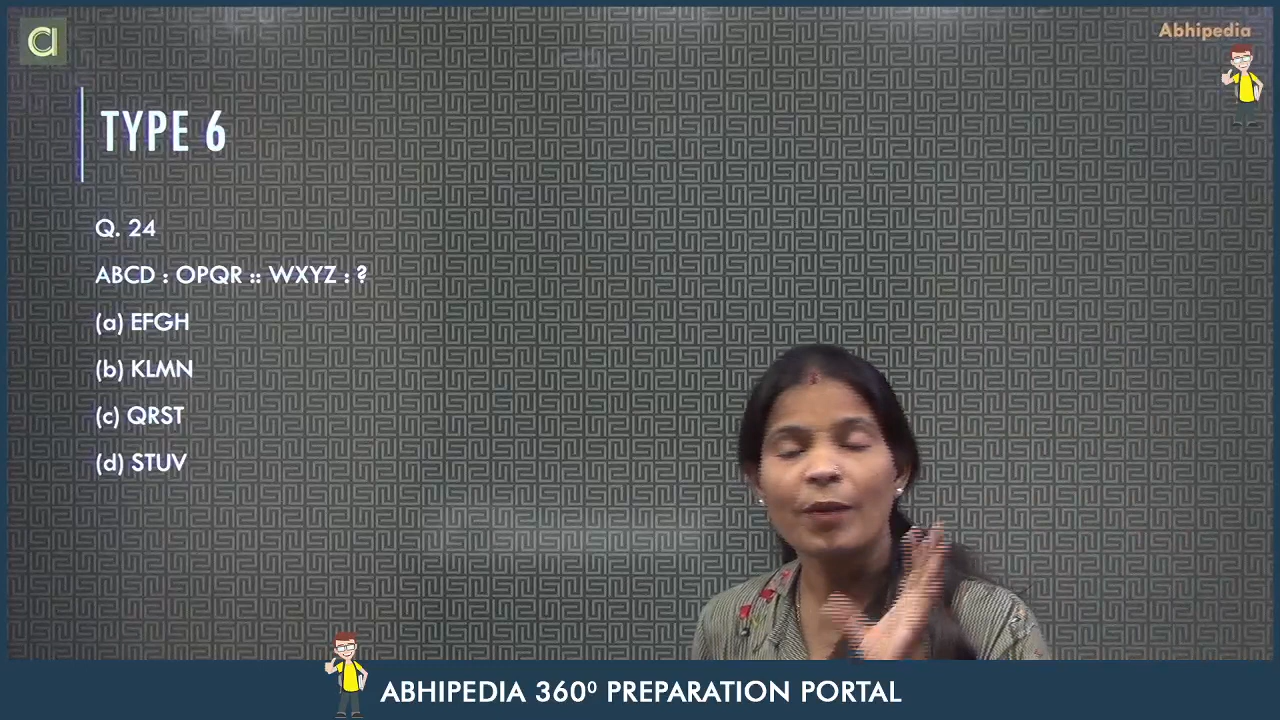 Abhipedia
TYPE 6
Q. 24
ABCD : OPQR :: WXYZ : ?
(a) EFGH
(b) KLMN
(c) QRST
(d) STUV
ABHIPEDIA 360⁰ PREPARATION PORTAL